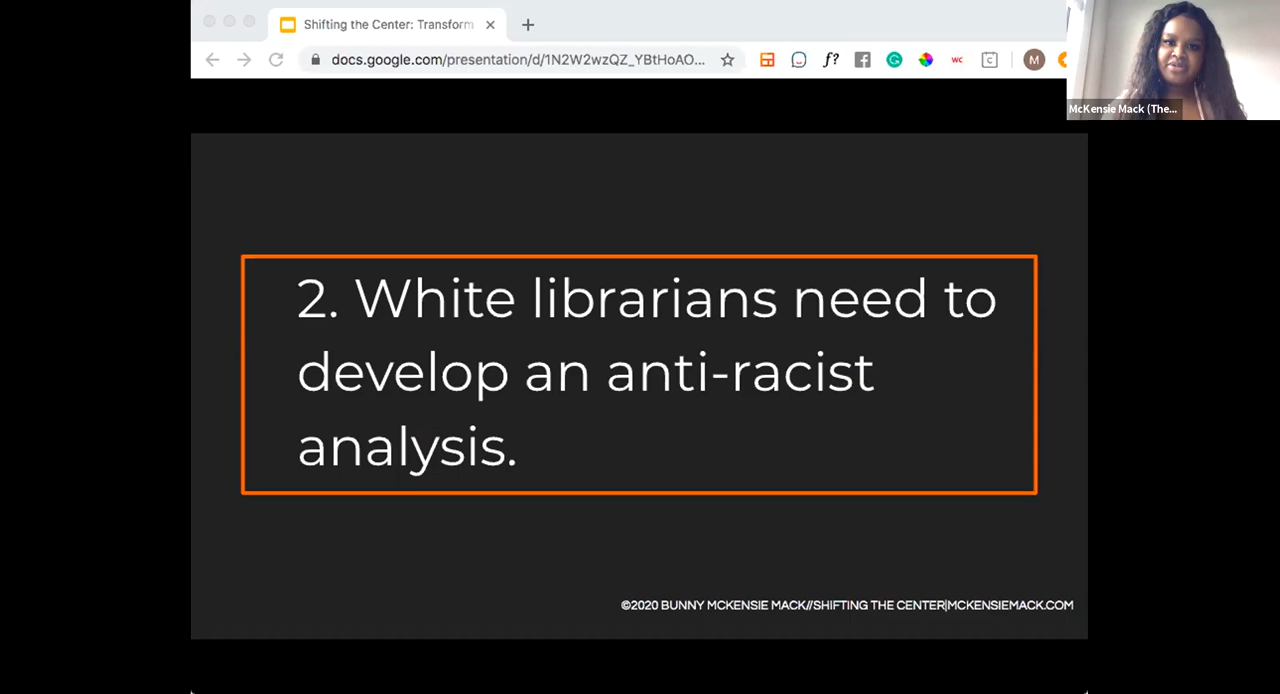 Shifting the Center: Transform
docs.google.com/presentation/d/1N2W2wzQZ_YBtHoAO...
f?
WC
C
M
McKensie Mack (The...
2. White librarians need to
develop an anti-racist
analysis.
©2020 BUNNY MCKENSIE MACK//SHIFTING THE CENTER|MCKENSIEMACK.COM